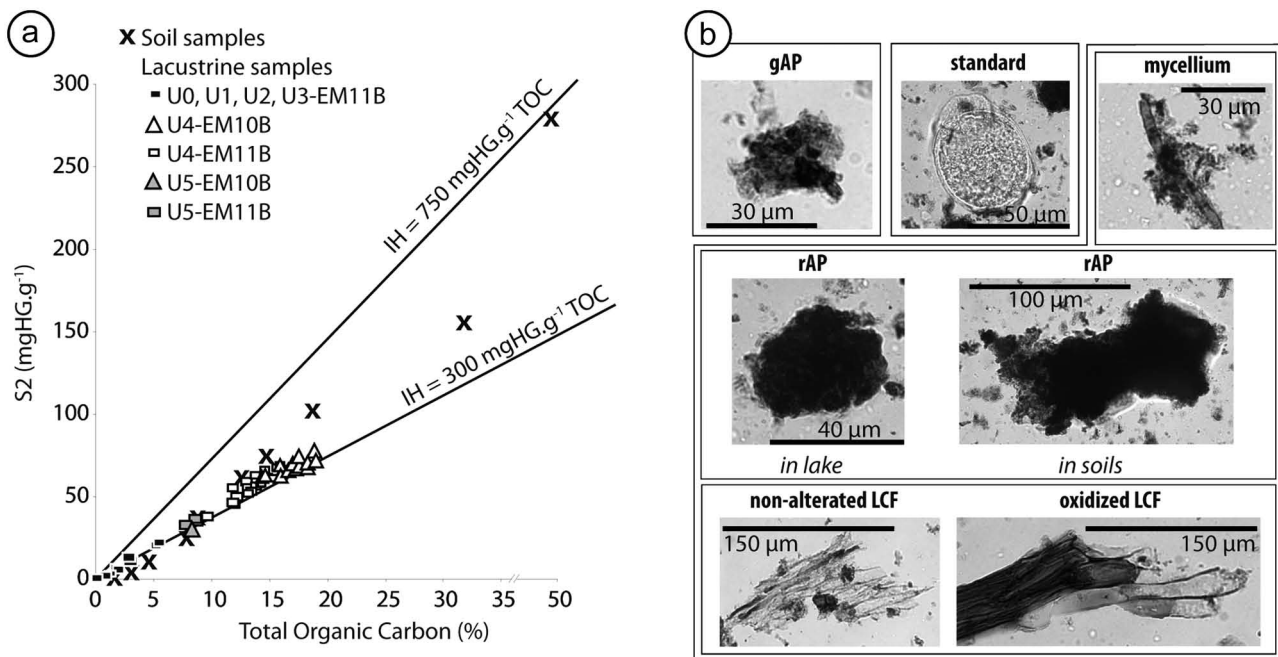 a
Soil samples
Lacustrine samples
U0, U1, U2, U3-EM11B
U4-EM10B
U4-EM11B
U5-EM10B
U5-EM11B
300
250
200
150
100
50
0
S2 (mgHG.g⁻¹)
IH = 750 mgHG.g⁻¹ TOC
IH = 300 mgHG.g⁻¹ TOC
0 5 10 15 20 25 30 35 50
Total Organic Carbon (%)
b
gAP
30 µm
standard
50 µm
mycellium
30 µm
rAP
40 µm
in lake
rAP
100 µm
in soils
non-alterated LCF
150 µm
oxidized LCF
150 µm